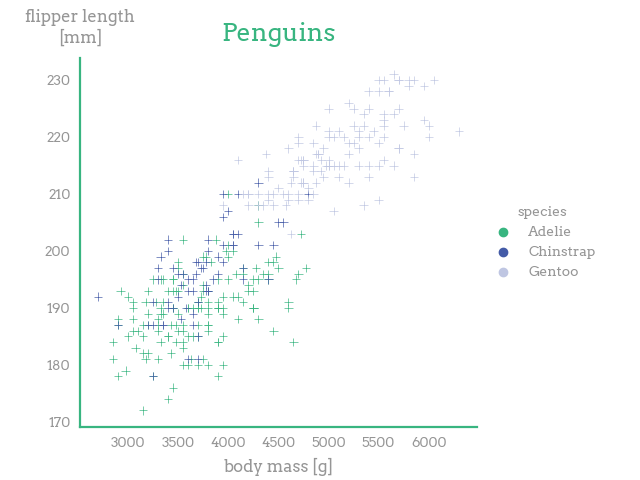 flipper length
[mm]
Penguins
230
220
210
200
190
180
170
3000 3500 4000 4500 5000 5500 6000
body mass [g]
species
Adelie
Chinstrap
Gentoo